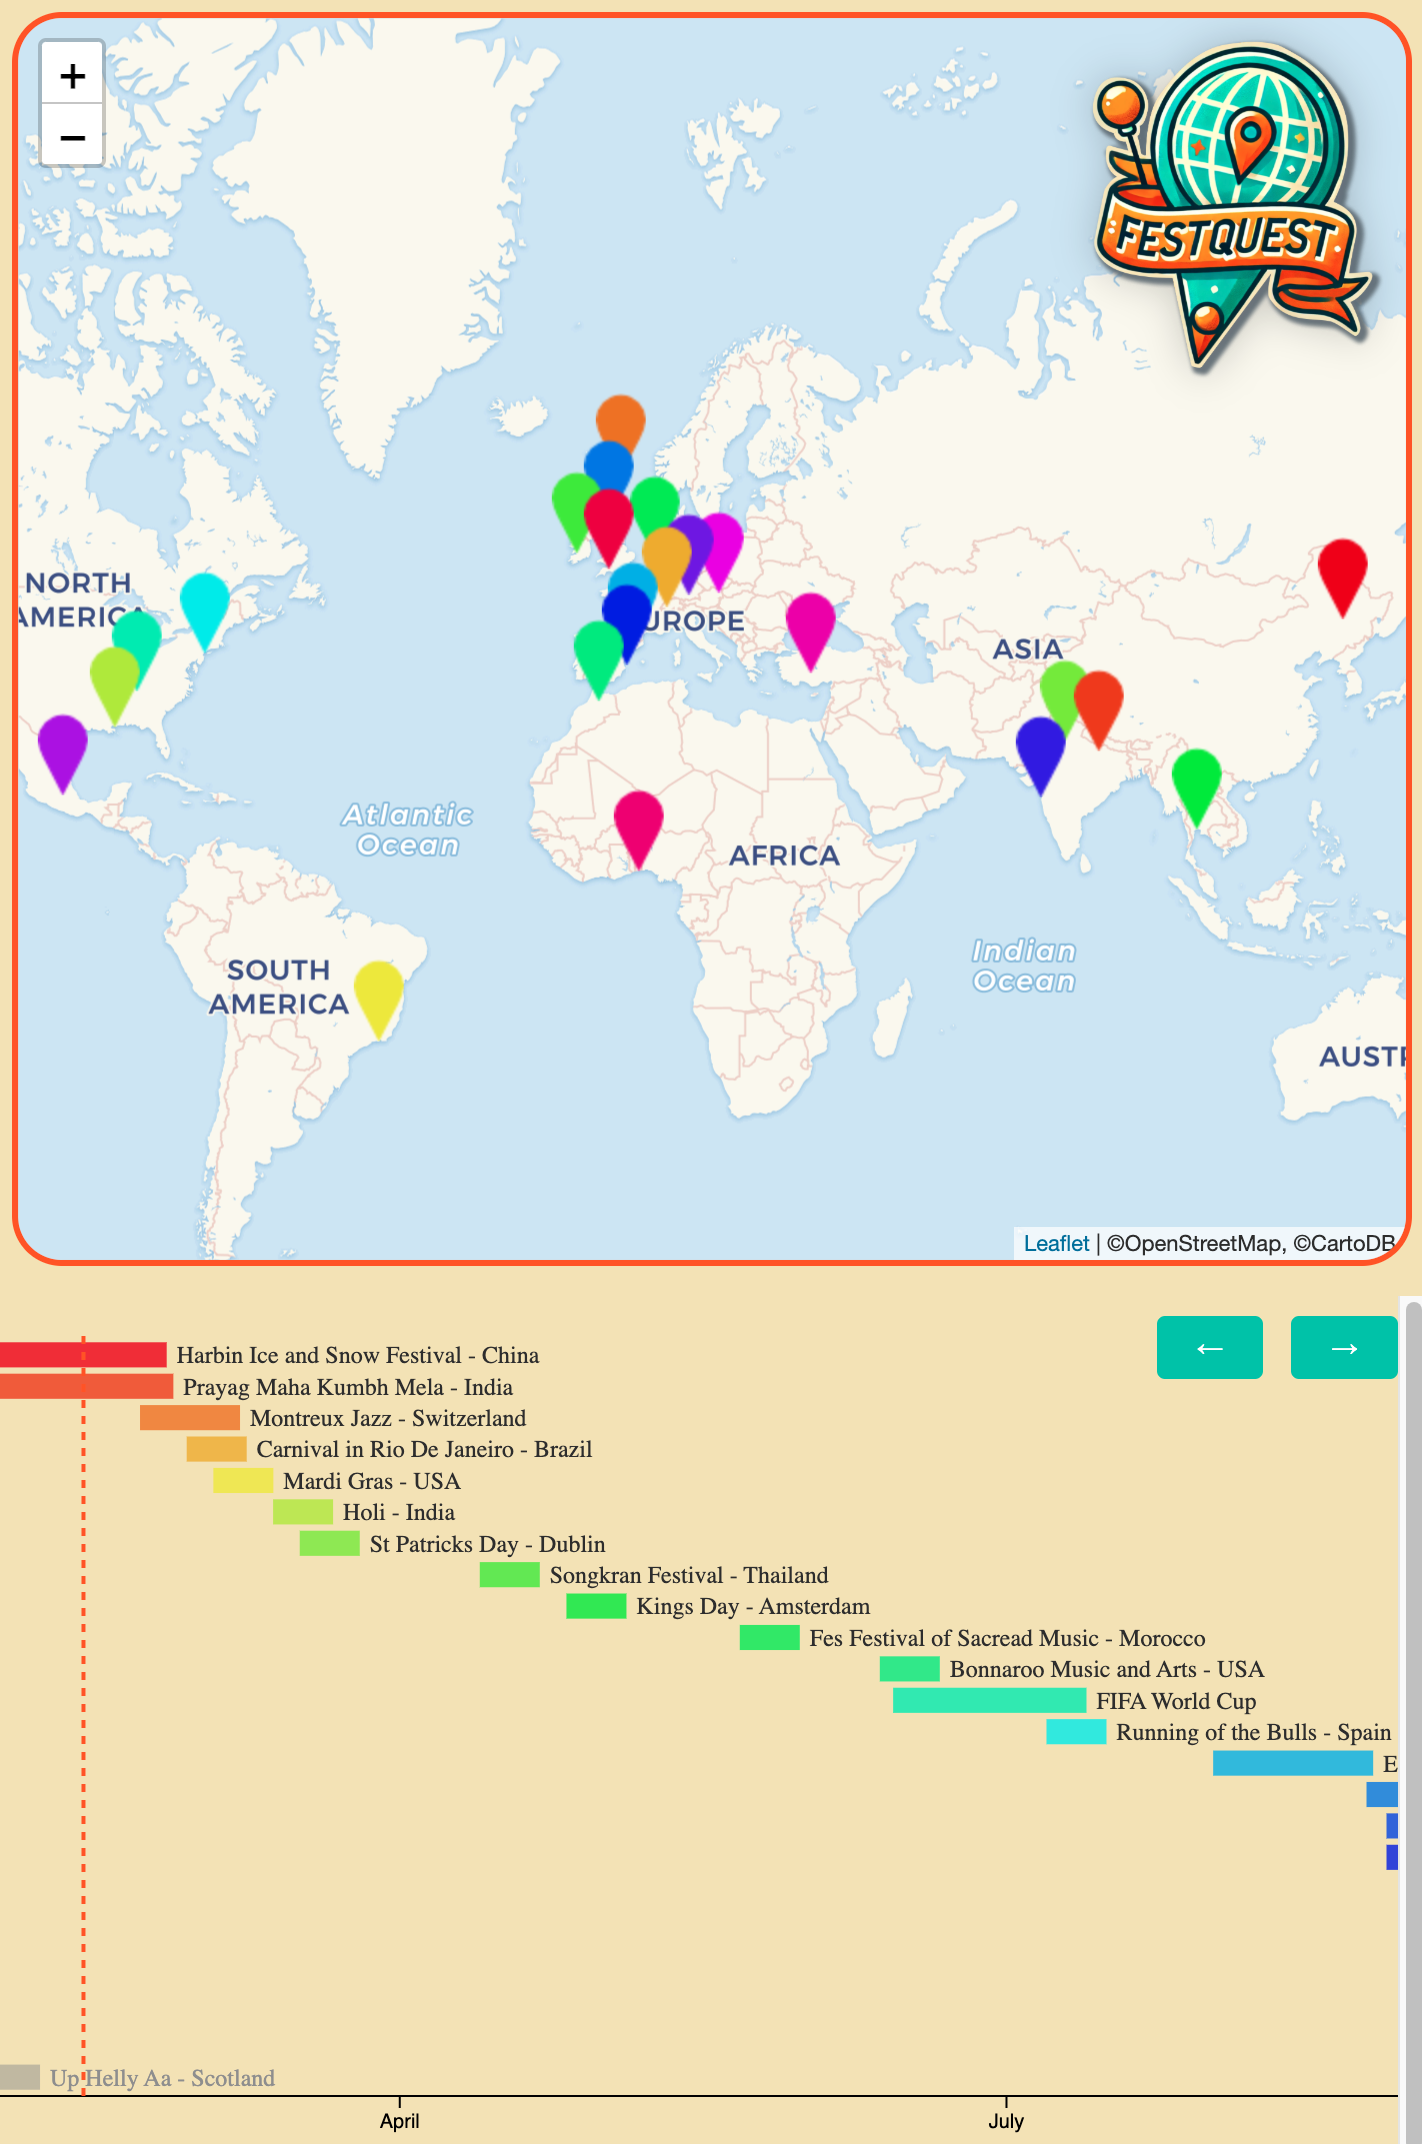 +
−
FESTQUEST
NORTH
AMERICA
EUROPE
ASIA
Atlantic
Ocean
AFRICA
Indian
Ocean
SOUTH
AMERICA
AUSTR
Leaflet | ©OpenStreetMap, ©CartoDB
← →
Harbin Ice and Snow Festival - China
Prayag Maha Kumbh Mela - India
Montreux Jazz - Switzerland
Carnival in Rio De Janeiro - Brazil
Mardi Gras - USA
Holi - India
St Patricks Day - Dublin
Songkran Festival - Thailand
Kings Day - Amsterdam
Fes Festival of Sacread Music - Morocco
Bonnaroo Music and Arts - USA
FIFA World Cup
Running of the Bulls - Spain
E
Up Helly Aa - Scotland
April July